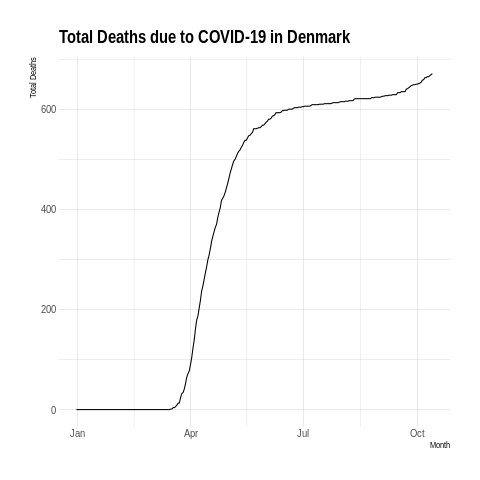 Total Deaths due to COVID-19 in Denmark
Total Deaths
600
400
200
0
Jan Apr Jul Oct
Month